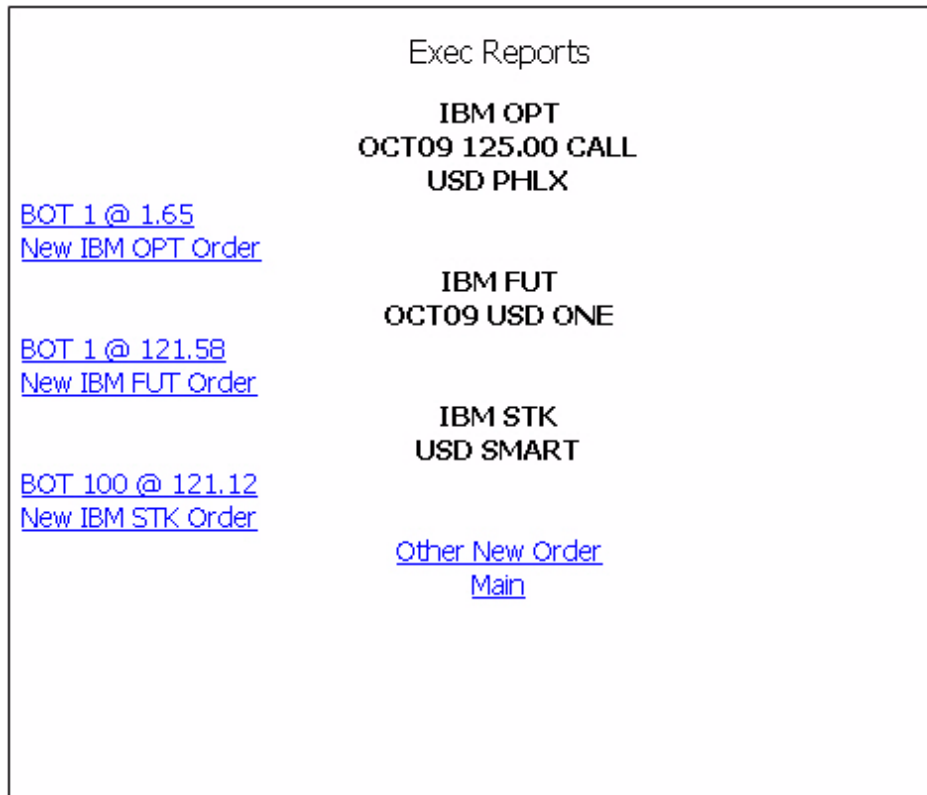 Exec Reports
IBM OPT
OCT09 125.00 CALL
USD PHLX
BOT 1 @ 1.65
New IBM OPT Order
IBM FUT
OCT09 USD ONE
BOT 1 @ 121.58
New IBM FUT Order
IBM STK
USD SMART
BOT 100 @ 121.12
New IBM STK Order
Other New Order
Main